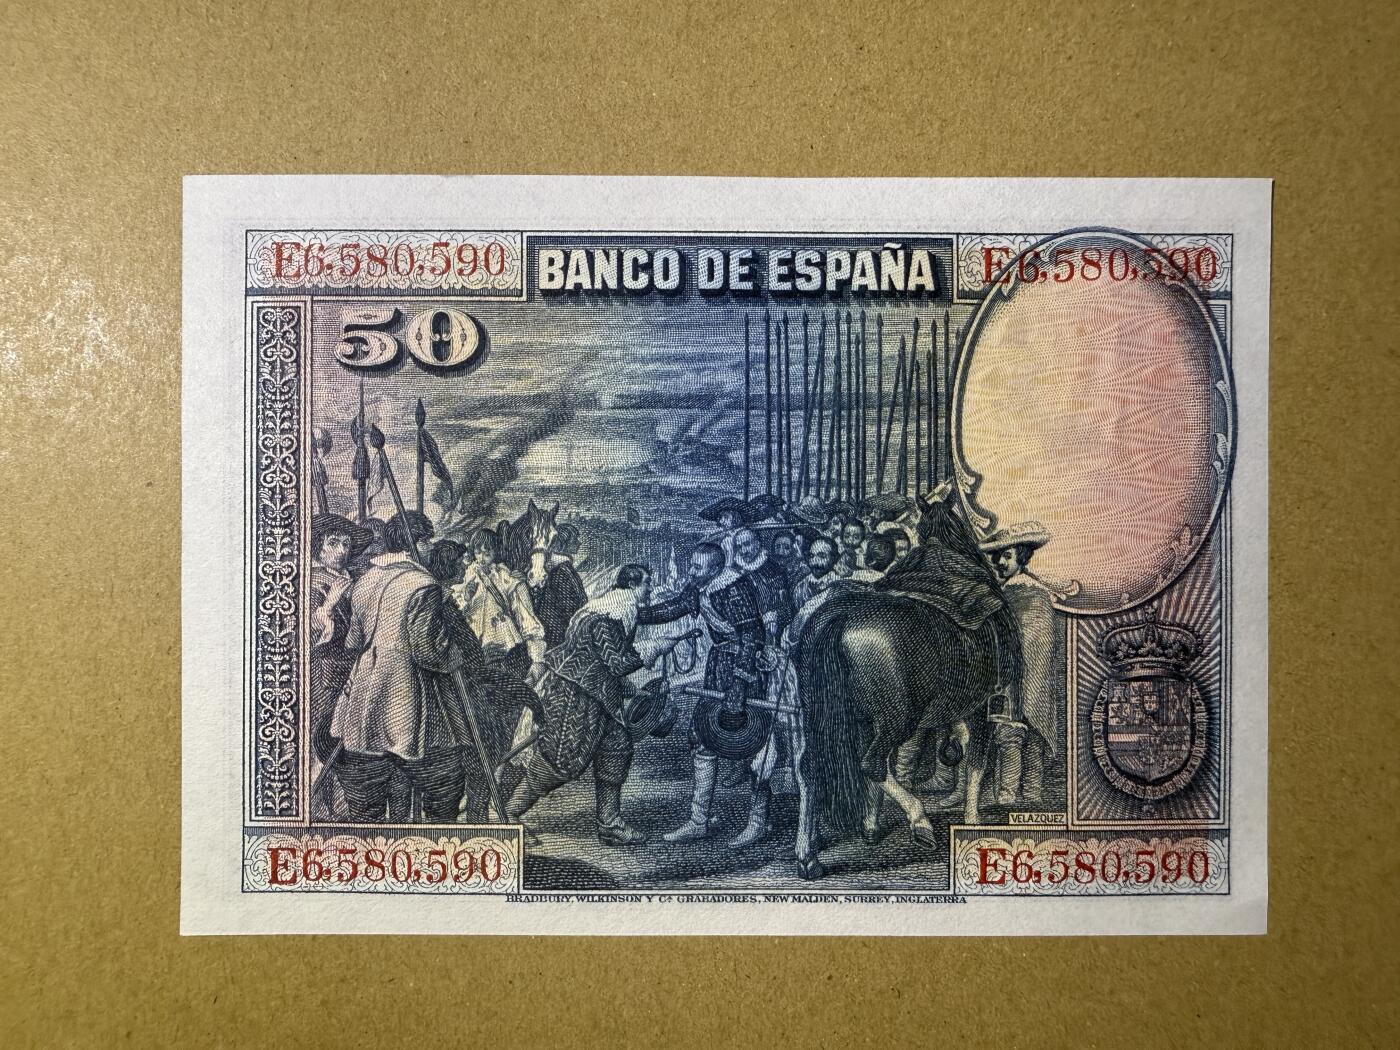 E6,580,590 BANCO DE ESPAÑA E6,580,590
50
VELAZQUEZ
E6,580,590 E6,580,590
BRADBURY, WILKINSON Y Cª GRABADORES, NEW MALDEN, SURREY, INGLATERRA